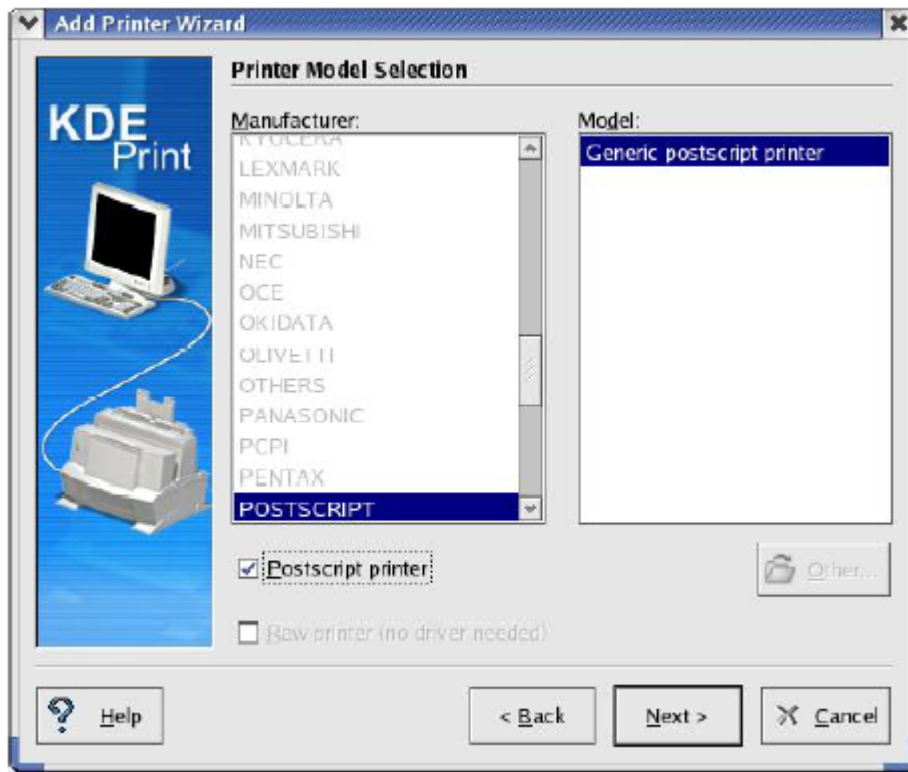 Add Printer Wizard
KDE
Print
Printer Model Selection
Manufacturer:
KYOCERA
LEXMARK
MINOLTA
MITSUBISHI
NEC
OCE
OKIDATA
OLIVETTI
OTHERS
PANASONIC
PCPI
PENTAX
POSTSCRIPT
Model:
Generic postscript printer
Postscript printer
Other...
Raw printer (no driver needed)
Help
< Back
Next >
Cancel